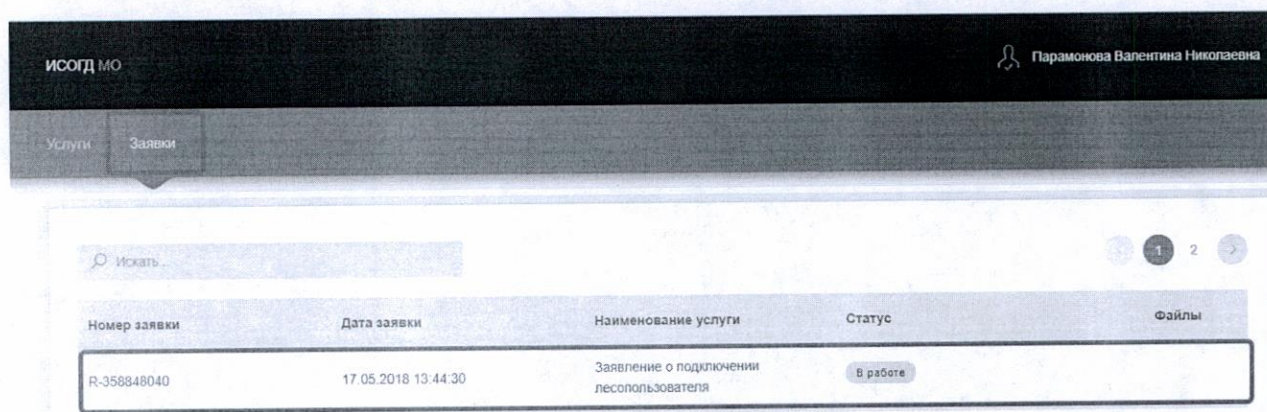 ИСОГД МО
Парамонова Валентина Николаевна
Услуги Заявки
Искать...
1 2
Номер заявки Дата заявки Наименование услуги Статус Файлы
R-358848040 17.05.2018 13:44:30 Заявление о подключении В работе
лесопользователя